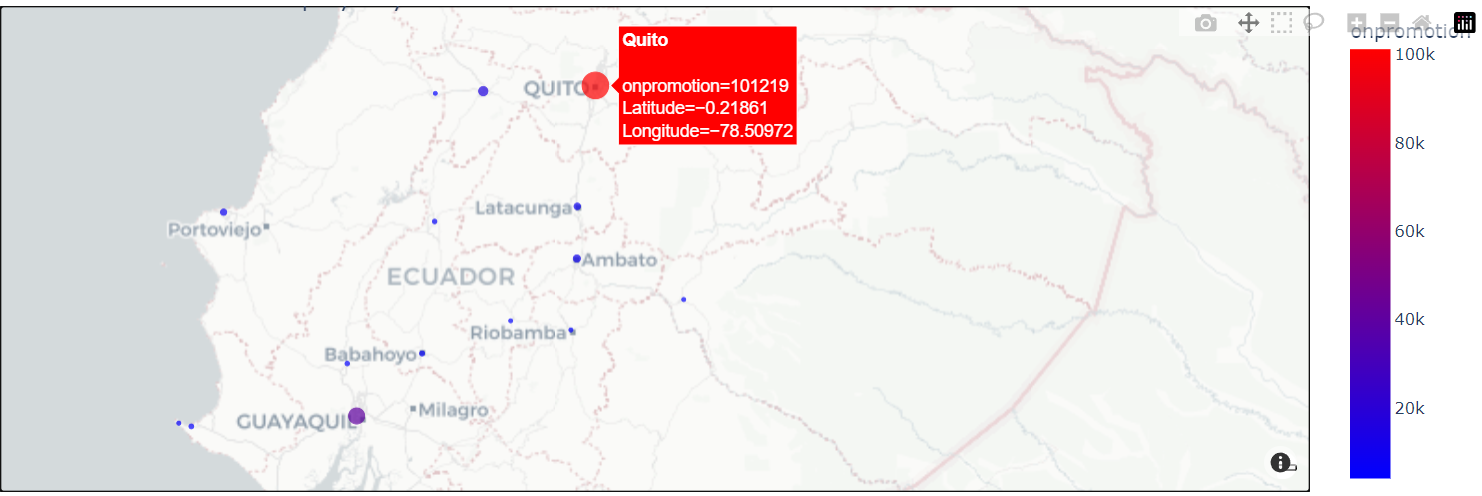 Quito
onpromotion=101219
Latitude=−0.21861
Longitude=−78.50972
QUITO
Latacunga
Portoviejo
Ambato
ECUADOR
Riobamba
Babahoyo
Milagro
GUAYAQUIL
onpromotion
100k
80k
60k
40k
20k